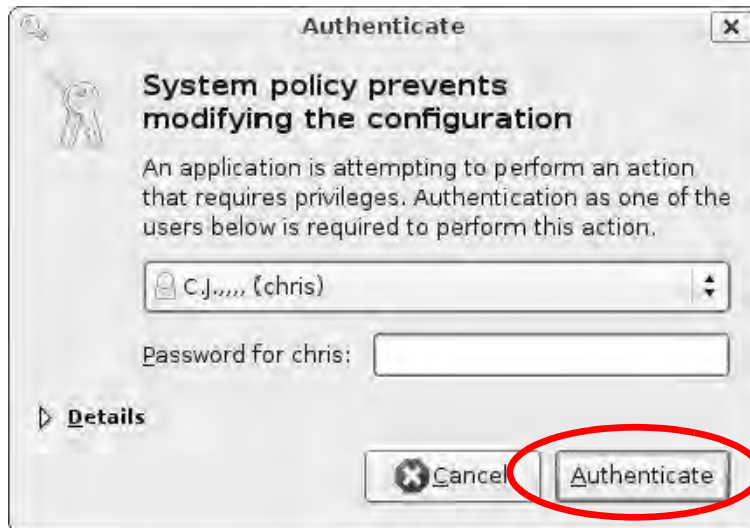 Authenticate
System policy prevents
modifying the configuration
An application is attempting to perform an action
that requires privileges. Authentication as one of the
users below is required to perform this action.
C.J.,,,, (chris)
Password for chris:
Details
Cancel
Authenticate